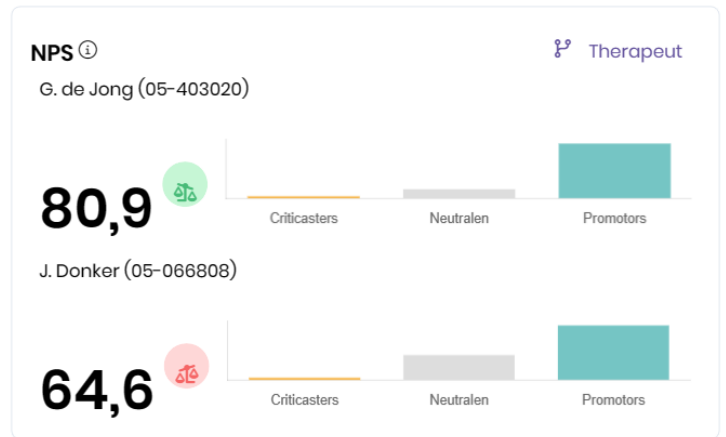 NPS Therapeut
G. de Jong (05-403020)
80,9
Criticasters Neutralen Promotors
J. Donker (05-066808)
64,6
Criticasters Neutralen Promotors